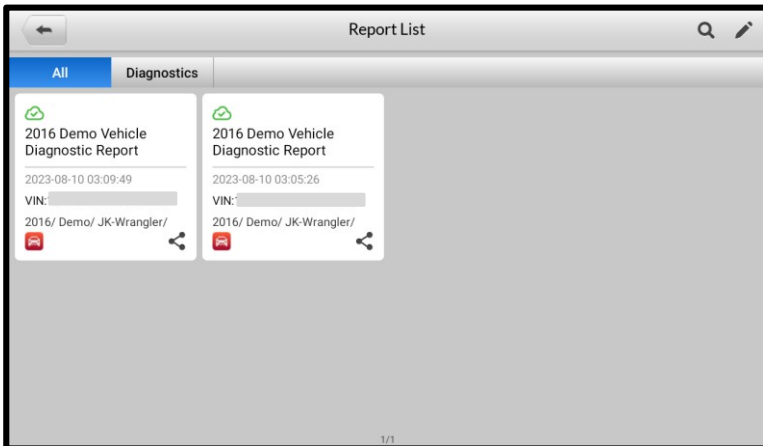 Report List
All Diagnostics
2016 Demo Vehicle
Diagnostic Report
2023-08-10 03:09:49
VIN:
2016/ Demo/ JK-Wrangler/
2016 Demo Vehicle
Diagnostic Report
2023-08-10 03:05:26
VIN:
2016/ Demo/ JK-Wrangler/
1/1